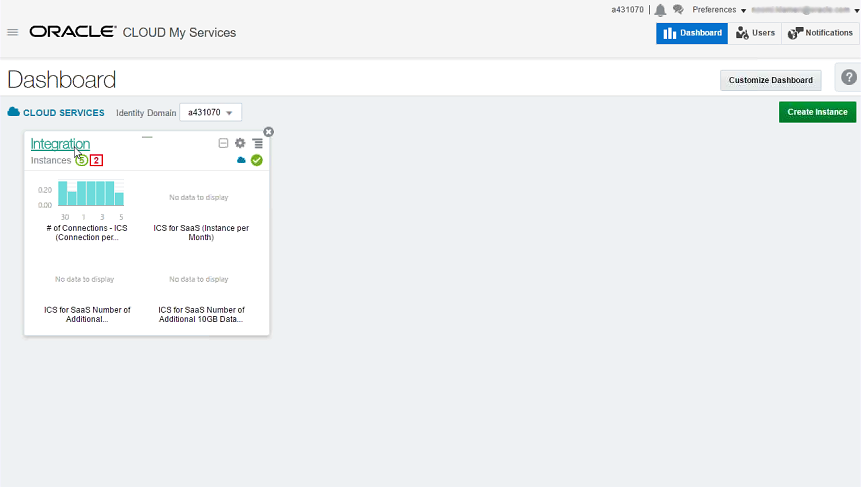 a431070 Preferences
ORACLE® CLOUD My Services
Dashboard Users Notifications
Dashboard
Customize Dashboard
?
CLOUD SERVICES Identity Domain a431070
Create Instance
Integration
Instances 5 2
0.20
0.00
30 1 3 5
# of Connections - ICS
(Connection per...
No data to display
ICS for SaaS (Instance per
Month)
No data to display
ICS for SaaS Number of
Additional...
No data to display
ICS for SaaS Number of
Additional 10GB Data...